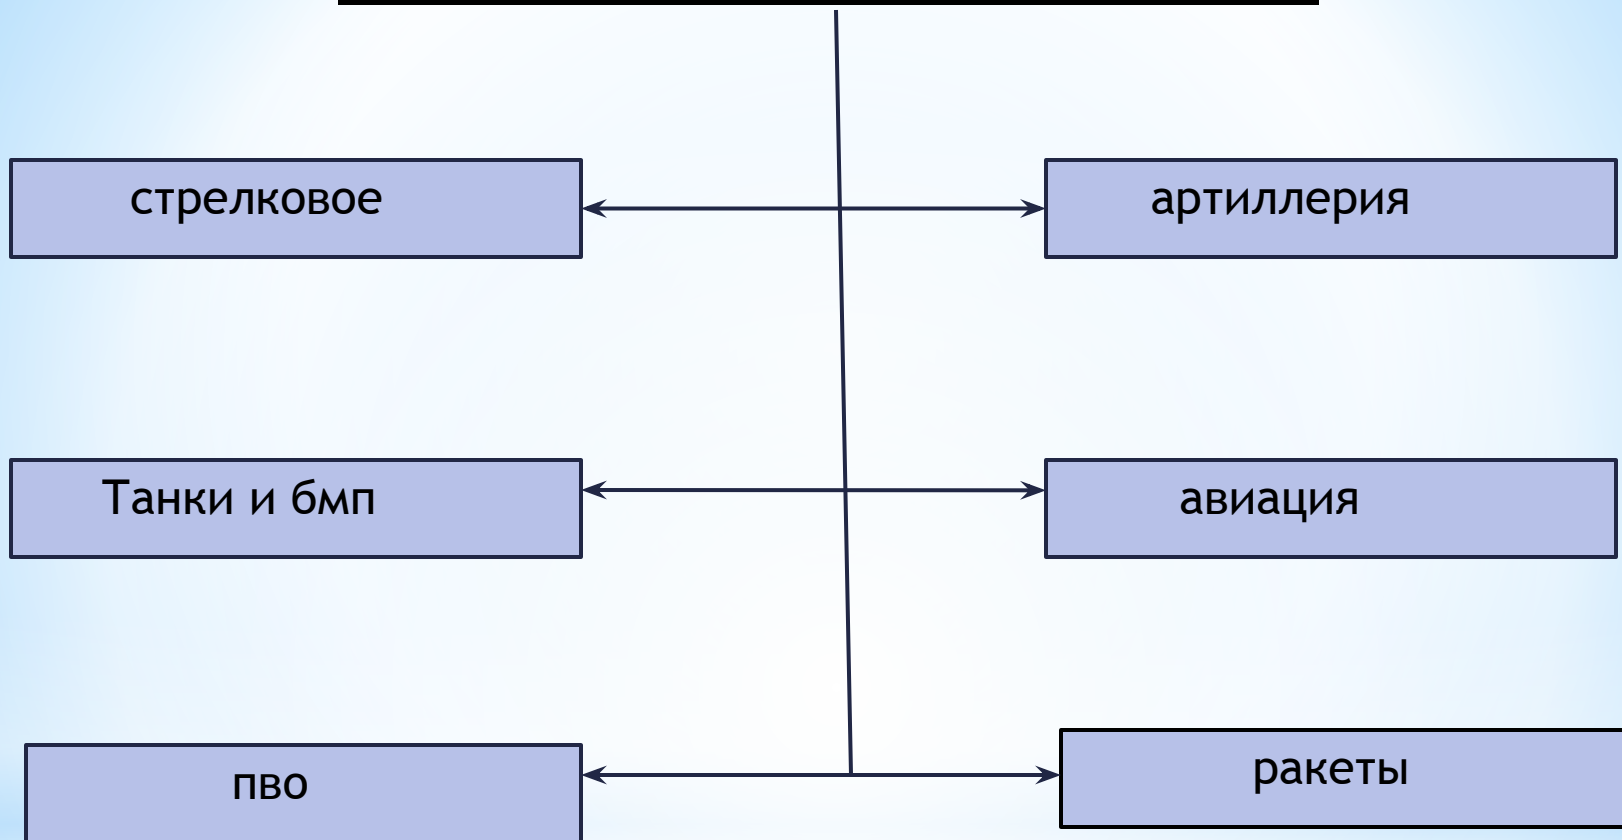 стрелковое
артиллерия
Танки и бмп
авиация
пво
ракеты